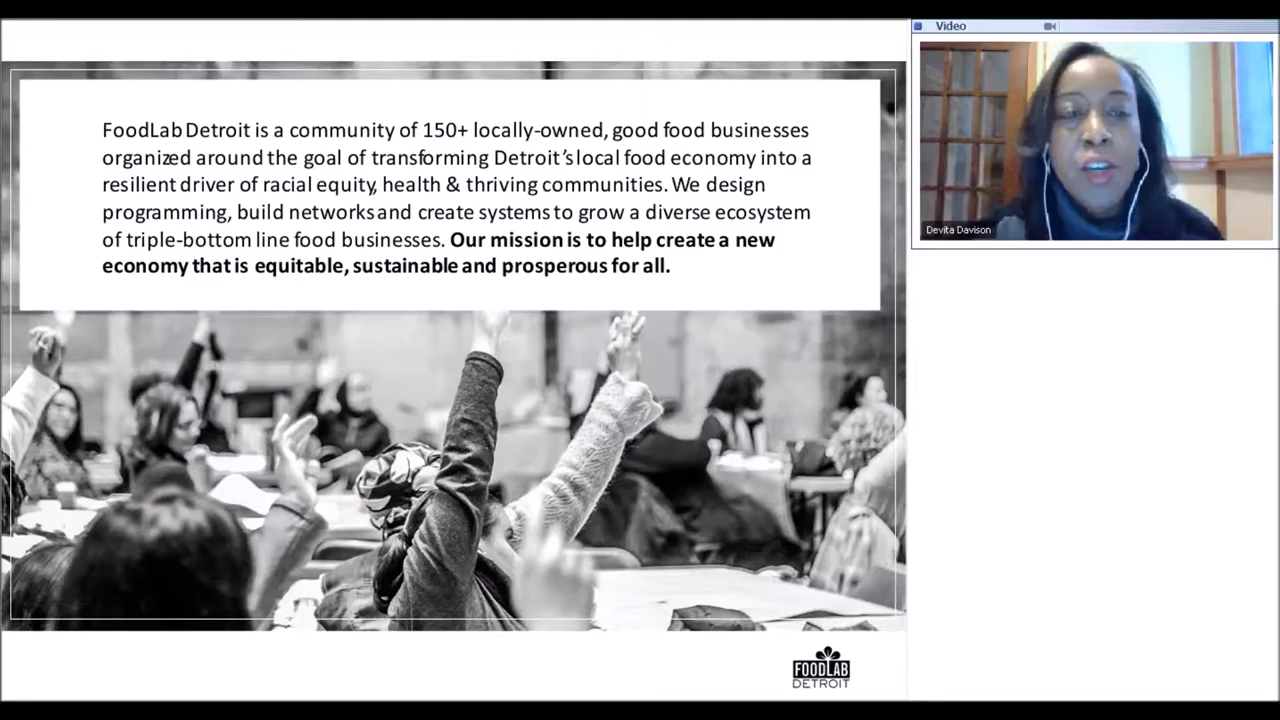 FoodLab Detroit is a community of 150+ locally-owned, good food businesses
organized around the goal of transforming Detroit's local food economy into a
resilient driver of racial equity, health & thriving communities. We design
programming, build networks and create systems to grow a diverse ecosystem
of triple-bottom line food businesses. Our mission is to help create a new
economy that is equitable, sustainable and prosperous for all.
FOODLAB
DETROIT
Video
Devita Davison